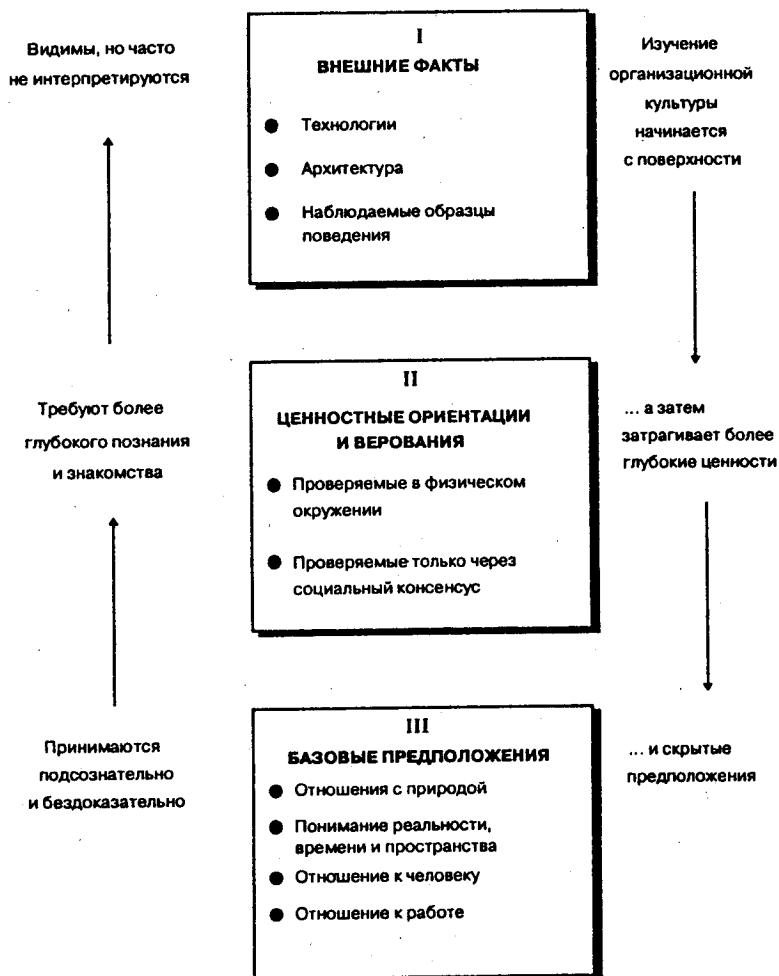 Видимы, но часто
не интерпретируются
I
ВНЕШНИЕ ФАКТЫ
● Технологии
● Архитектура
● Наблюдаемые образцы
поведения
Изучение
организационной
культуры
начинается
с поверхности
Требуют более
глубокого познания
и знакомства
II
ЦЕННОСТНЫЕ ОРИЕНТАЦИИ
И ВЕРОВАНИЯ
● Проверяемые в физическом
окружении
● Проверяемые только через
социальный консенсус
... а затем
затрагивает более
глубокие ценности
Принимаются
подсознательно
и бездоказательно
III
БАЗОВЫЕ ПРЕДПОЛОЖЕНИЯ
● Отношения с природой
● Понимание реальности,
времени и пространства
● Отношение к человеку
● Отношение к работе
... и скрытые
предположения